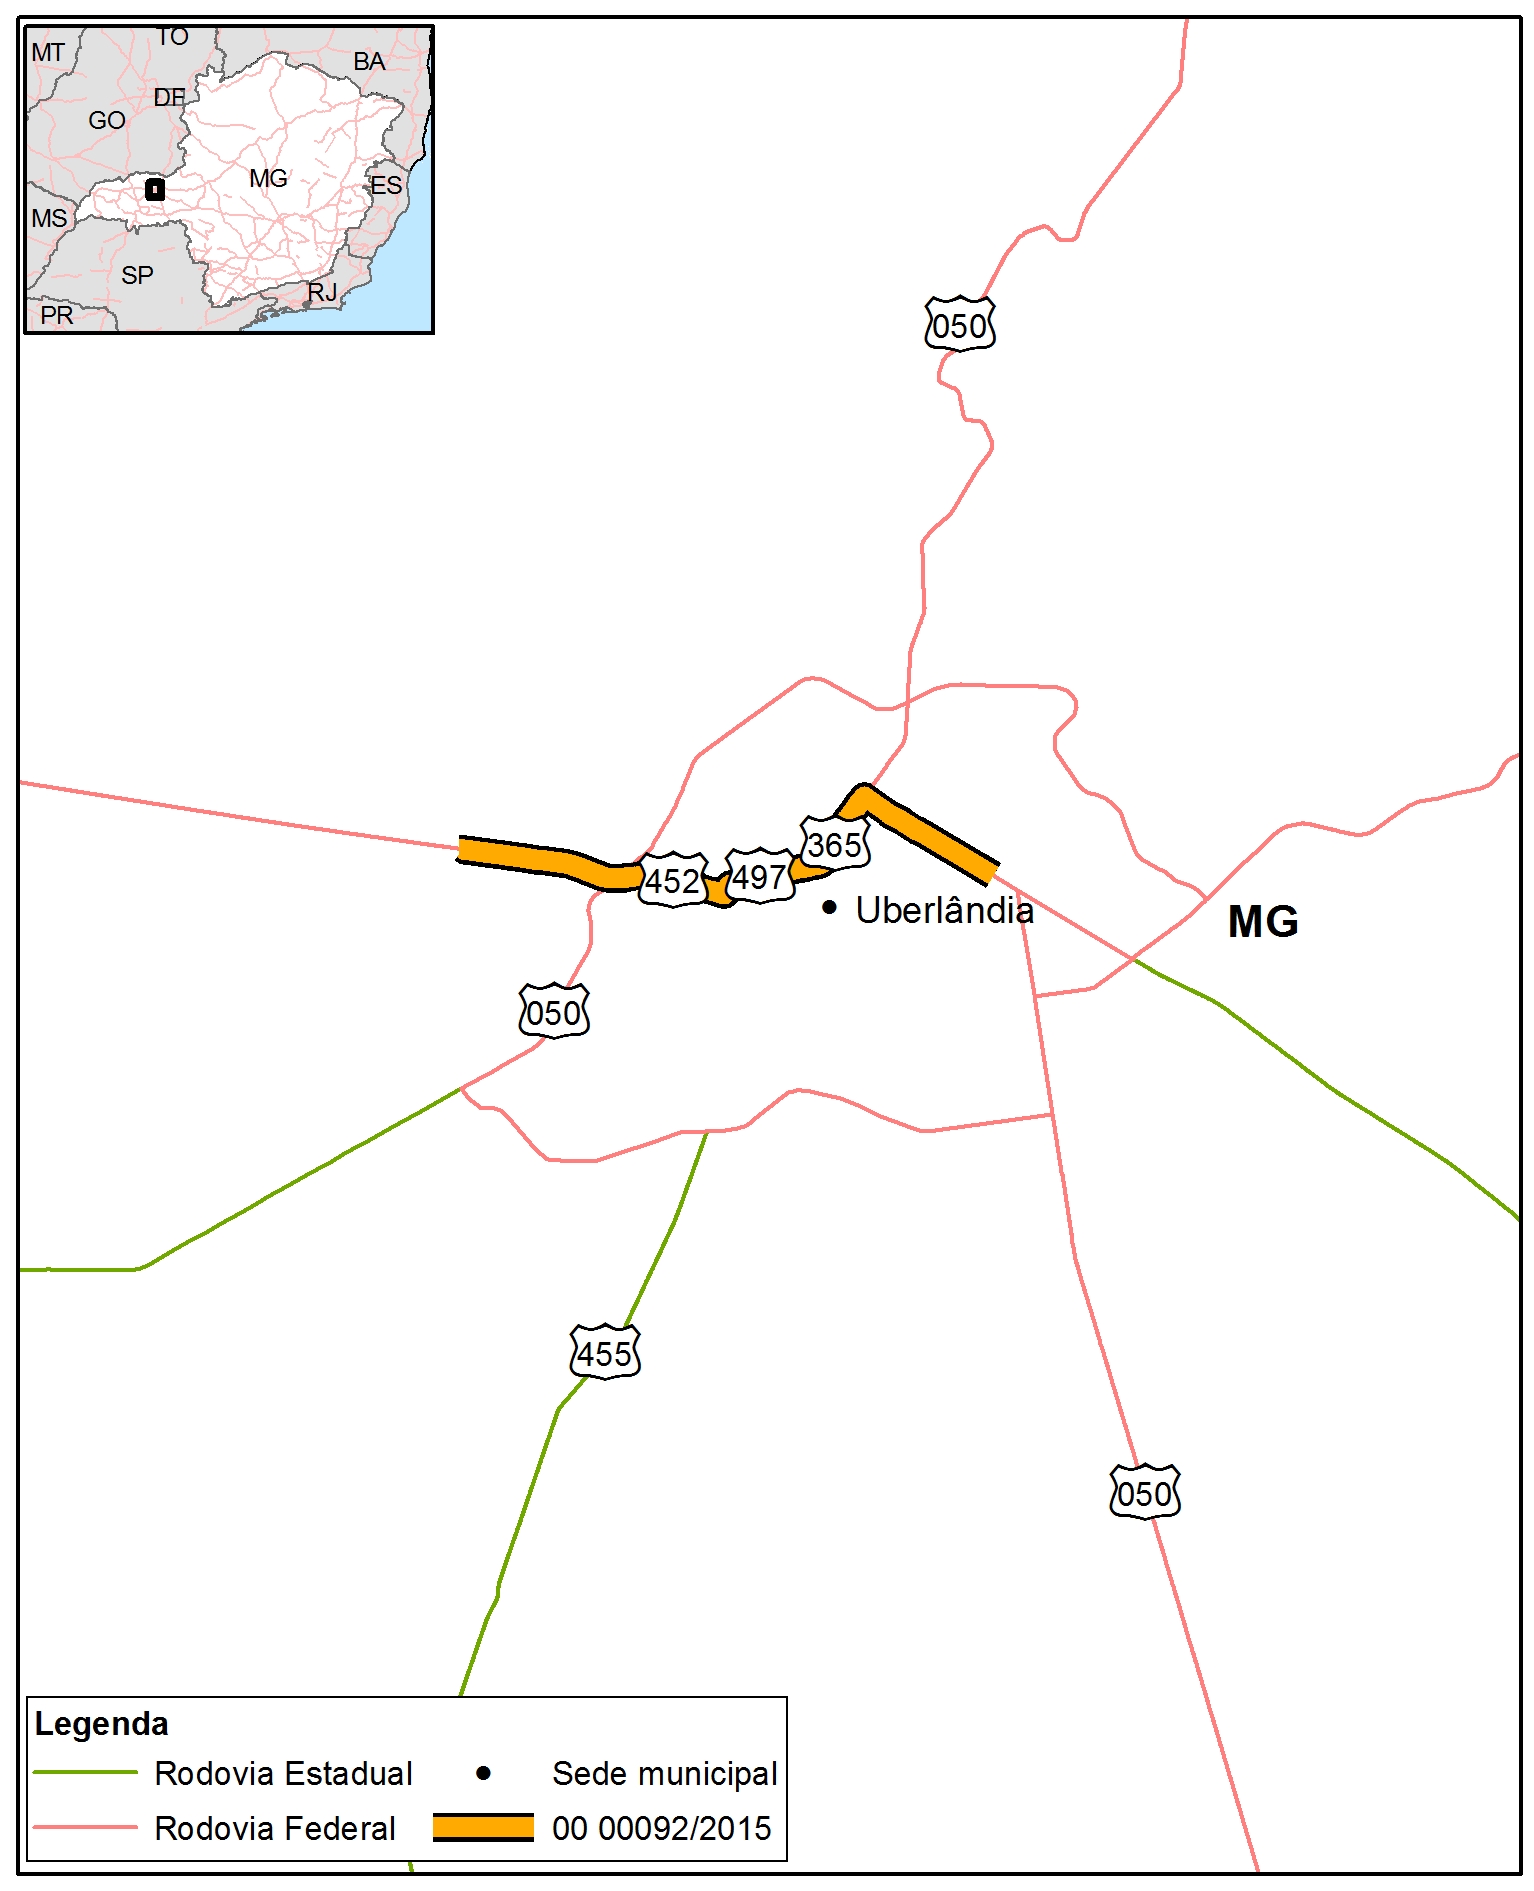 TO
MT
BA
DF
GO
MG
ES
MS
SP
RJ
PR
050
365
452
497
Uberlândia
MG
050
455
050
Legenda
Rodovia Estadual
Sede municipal
Rodovia Federal
00 00092/2015